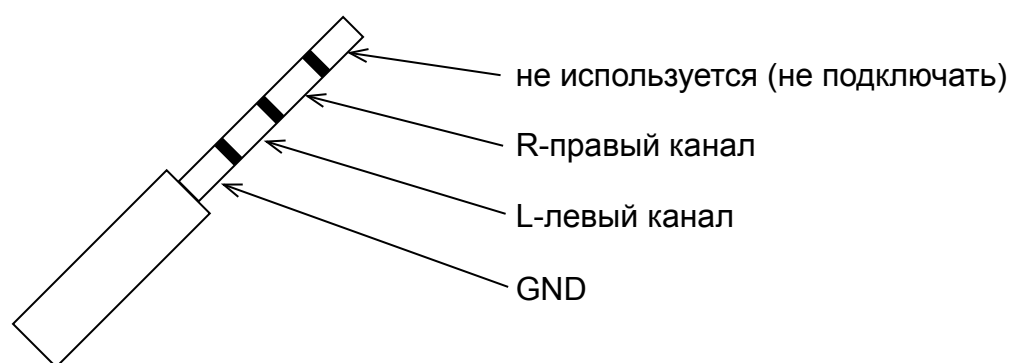 не используется (не подключать)
R-правый канал
L-левый канал
GND